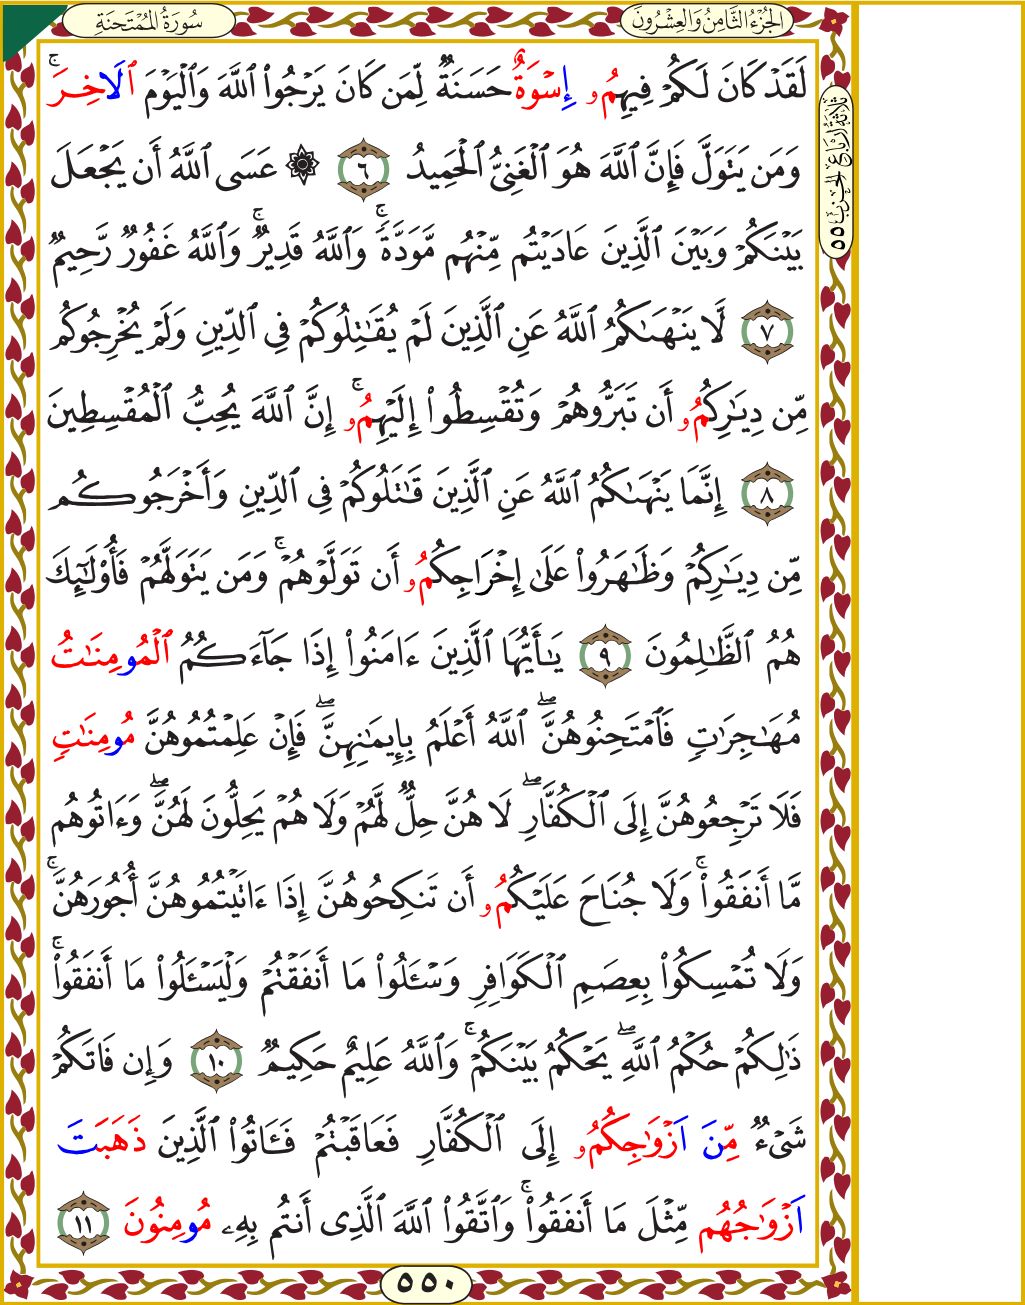 سُورَةُ المُمْتَحَنَةِ
الجُزْءُ الثَّامِنُ وَالعِشْرُونَ
ثَلَاثَةُ أَرْبَاعِ الحِزْبِ ٥٥
لَقَدْ كَانَ لَكُمْ فِيهِمُۥ إِسْوَةٌ حَسَنَةٌ لِّمَن كَانَ يَرْجُوا۟ ٱللَّهَ وَٱلْيَوْمَ ٱلَاخِرَ ۚ
وَمَن يَتَوَلَّ فَإِنَّ ٱللَّهَ هُوَ ٱلْغَنِىُّ ٱلْحَمِيدُ ٦ ۞ عَسَى ٱللَّهُ أَن يَجْعَلَ
بَيْنَكُمْ وَبَيْنَ ٱلَّذِينَ عَادَيْتُم مِّنْهُم مَّوَدَّةً ۚ وَٱللَّهُ قَدِيرٌ ۚ وَٱللَّهُ غَفُورٌ رَّحِيمٌ
٧ لَّا يَنْهَىٰكُمُ ٱللَّهُ عَنِ ٱلَّذِينَ لَمْ يُقَٰتِلُوكُمْ فِى ٱلدِّينِ وَلَمْ يُخْرِجُوكُم
مِّن دِيَٰرِكُمُۥ أَن تَبَرُّوهُمْ وَتُقْسِطُوٓا۟ إِلَيْهِمُۥ ۚ إِنَّ ٱللَّهَ يُحِبُّ ٱلْمُقْسِطِينَ
٨ إِنَّمَا يَنْهَىٰكُمُ ٱللَّهُ عَنِ ٱلَّذِينَ قَٰتَلُوكُمْ فِى ٱلدِّينِ وَأَخْرَجُوكُم
مِّن دِيَٰرِكُمْ وَظَٰهَرُوا۟ عَلَىٰٓ إِخْرَاجِكُمُۥ أَن تَوَلَّوْهُمْ ۚ وَمَن يَتَوَلَّهُمْ فَأُو۟لَٰٓئِكَ
هُمُ ٱلظَّٰلِمُونَ ٩ يَٰٓأَيُّهَا ٱلَّذِينَ ءَامَنُوٓا۟ إِذَا جَآءَكُمُ ٱلْمُومِنَٰتُ
مُهَٰجِرَٰتٍ فَٱمْتَحِنُوهُنَّ ۖ ٱللَّهُ أَعْلَمُ بِإِيمَٰنِهِنَّ ۖ فَإِنْ عَلِمْتُمُوهُنَّ مُومِنَٰتٍ
فَلَا تَرْجِعُوهُنَّ إِلَى ٱلْكُفَّارِ ۖ لَا هُنَّ حِلٌّ لَّهُمْ وَلَا هُمْ يَحِلُّونَ لَهُنَّ ۖ وَءَاتُوهُم
مَّآ أَنفَقُوا۟ ۚ وَلَا جُنَاحَ عَلَيْكُمُۥ أَن تَنكِحُوهُنَّ إِذَآ ءَاتَيْتُمُوهُنَّ أُجُورَهُنَّ ۚ
وَلَا تُمْسِكُوا۟ بِعِصَمِ ٱلْكَوَافِرِ وَسْـَٔلُوا۟ مَآ أَنفَقْتُمْ وَلْيَسْـَٔلُوا۟ مَآ أَنفَقُوا۟ ۚ
ذَٰلِكُمْ حُكْمُ ٱللَّهِ ۖ يَحْكُمُ بَيْنَكُمْ ۚ وَٱللَّهُ عَلِيمٌ حَكِيمٌ ١٠ وَإِن فَاتَكُمْ
شَىْءٌ مِّنَ اَزْوَٰجِكُمُۥ إِلَى ٱلْكُفَّارِ فَعَاقَبْتُمْ فَـَٔاتُوا۟ ٱلَّذِينَ ذَهَبَتَ
اَزْوَٰجُهُم مِّثْلَ مَآ أَنفَقُوا۟ ۚ وَٱتَّقُوا۟ ٱللَّهَ ٱلَّذِىٓ أَنتُم بِهِۦ مُومِنُونَ ١١
٥٥٠